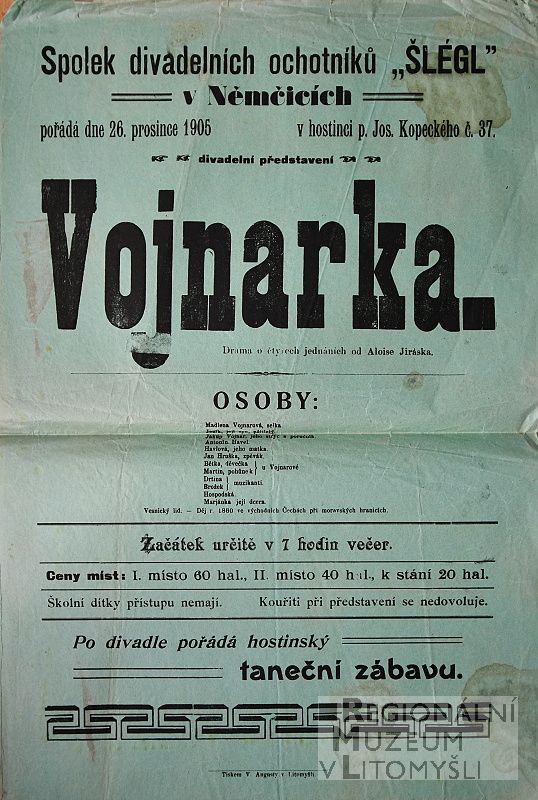 Spolek divadelních ochotníků „ŠLÉGL”
v Němčicích
pořádá dne 26. prosince 1905 v hostinci p. Jos. Kopeckého č. 37.
divadelní představení
Vojnarka.
Drama o čtyřech jednáních od Aloise Jiráska.
OSOBY:
Madlena Vojnarová, selka.
Jakub Vojnar, jeho strýc a poručník.
Antonín Havel.
Havlová, jeho matka.
Jan Hruška, zpěvák.
Bětka, děvečka
Martin, pohůnek } u Vojnarové
Drtina
Brodek } muzikanti.
Hospodská.
Marjánka její dcera.
Vesnický lid. — Děj r. 1860 ve východních Čechách při moravských hranicích.
Začátek určitě v 7 hodin večer.
Ceny míst: I. místo 60 hal., II. místo 40 hal., k stání 20 hal.
Školní dítky přístupu nemají. Kouřiti při představení se nedovoluje.
Po divadle pořádá hostinský
taneční zábavu.
REGIONÁLNÍ
MUZEUM
V LITOMYŠLI
Tiskem V. Augusty v Litomyšli.